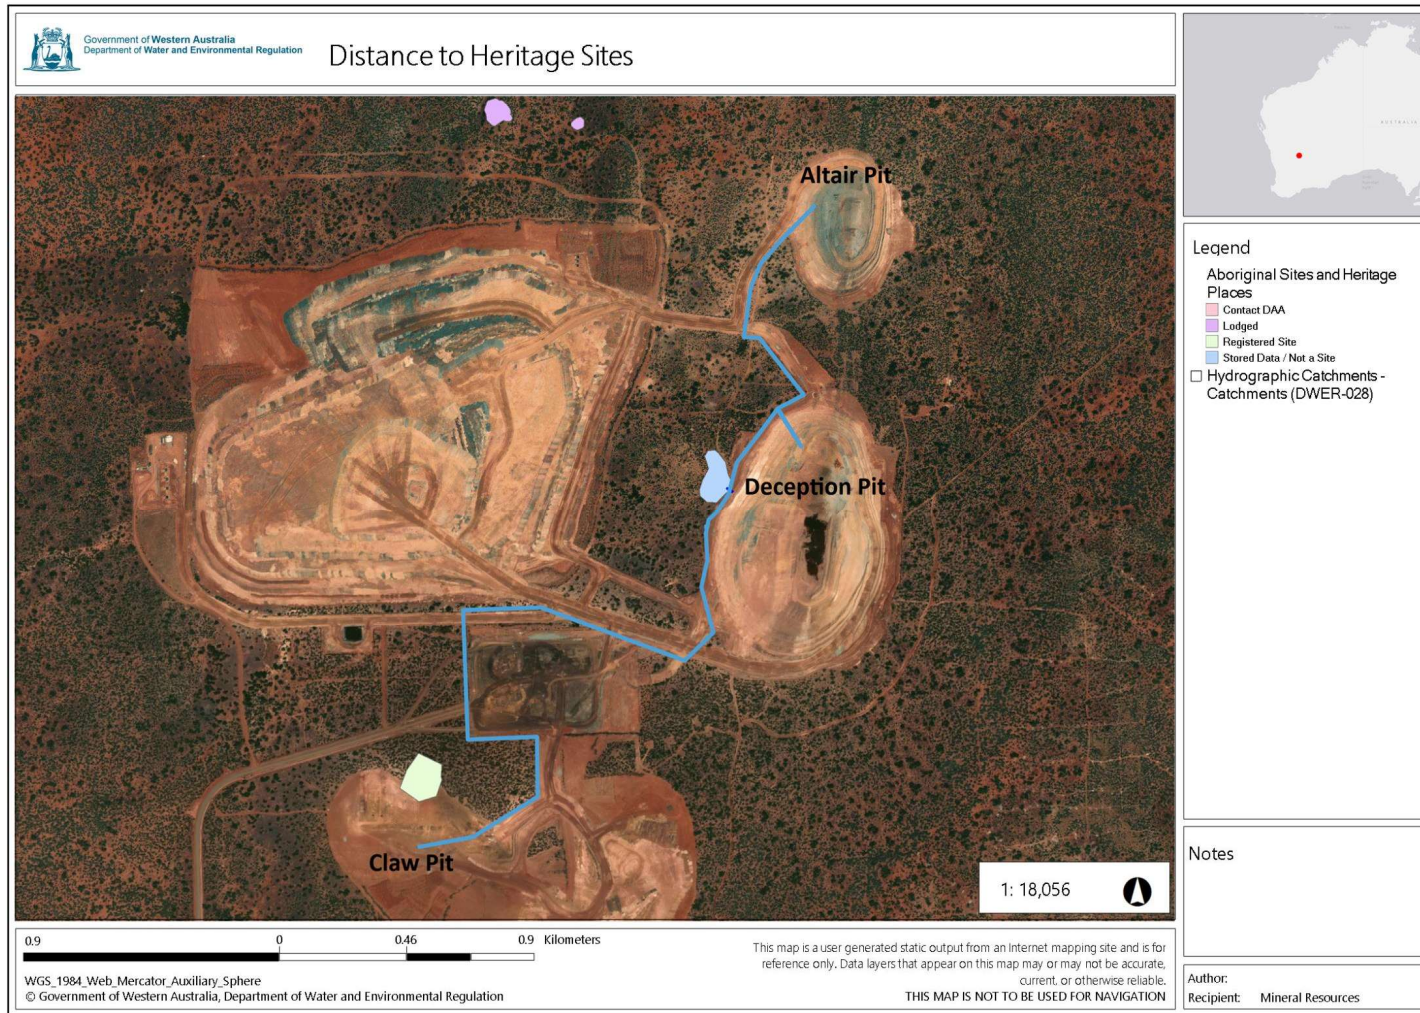 Government of Western Australia
Department of Water and Environmental Regulation
Distance to Heritage Sites
Altair Pit
Deception Pit
Claw Pit
1: 18,056
AUSTRALIA
Legend
Aboriginal Sites and Heritage
Places
Contact DAA
Lodged
Registered Site
Stored Data / Not a Site
Hydrographic Catchments -
Catchments (DWER-028)
Notes
0.9 0 0.46 0.9 Kilometers
WGS_1984_Web_Mercator_Auxiliary_Sphere
© Government of Western Australia, Department of Water and Environmental Regulation
This map is a user generated static output from an Internet mapping site and is for
reference only. Data layers that appear on this map may or may not be accurate,
current, or otherwise reliable.
THIS MAP IS NOT TO BE USED FOR NAVIGATION
Author:
Recipient: Mineral Resources